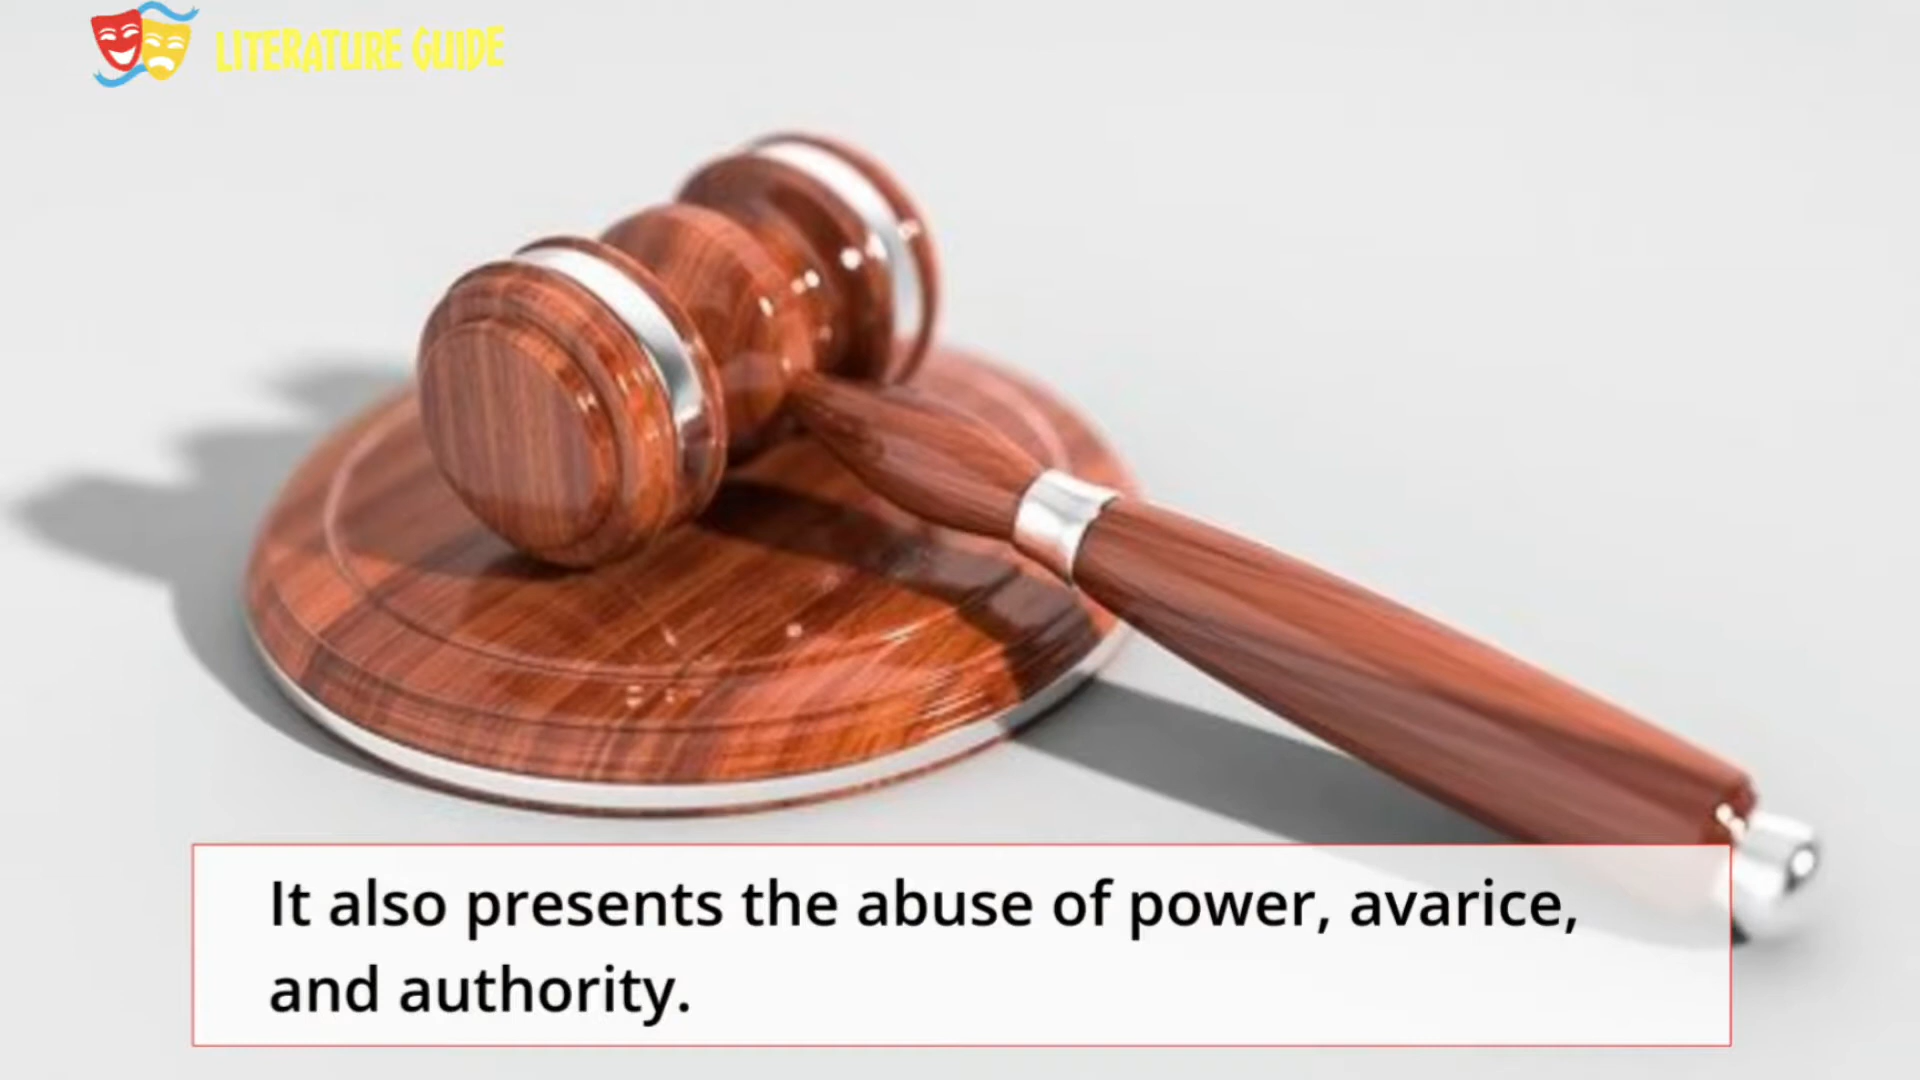 LITERATURE GUIDE
It also presents the abuse of power, avarice,
and authority.